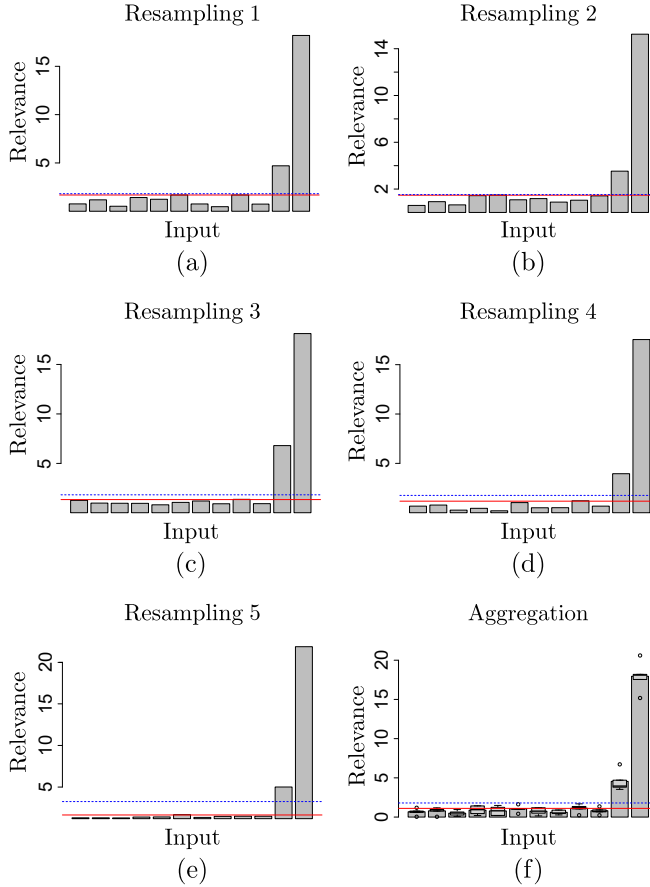 Resampling 1
Resampling 2
Relevance
5
15
Input
(a)
Relevance
2
6
10
14
Input
(b)
Resampling 3
Resampling 4
Relevance
5
10
15
Input
(c)
Relevance
5
10
15
Input
(d)
Resampling 5
Aggregation
Relevance
5
10
15
20
Input
(e)
Relevance
0
5
10
15
20
Input
(f)